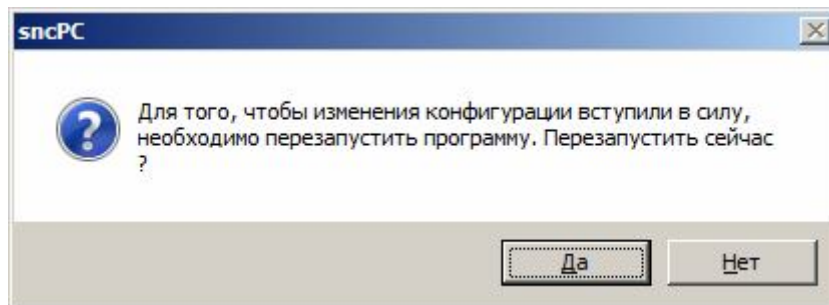 sncPC
Для того, чтобы изменения конфигурации вступили в силу,
необходимо перезапустить программу. Перезапустить сейчас
?
Да
Нет